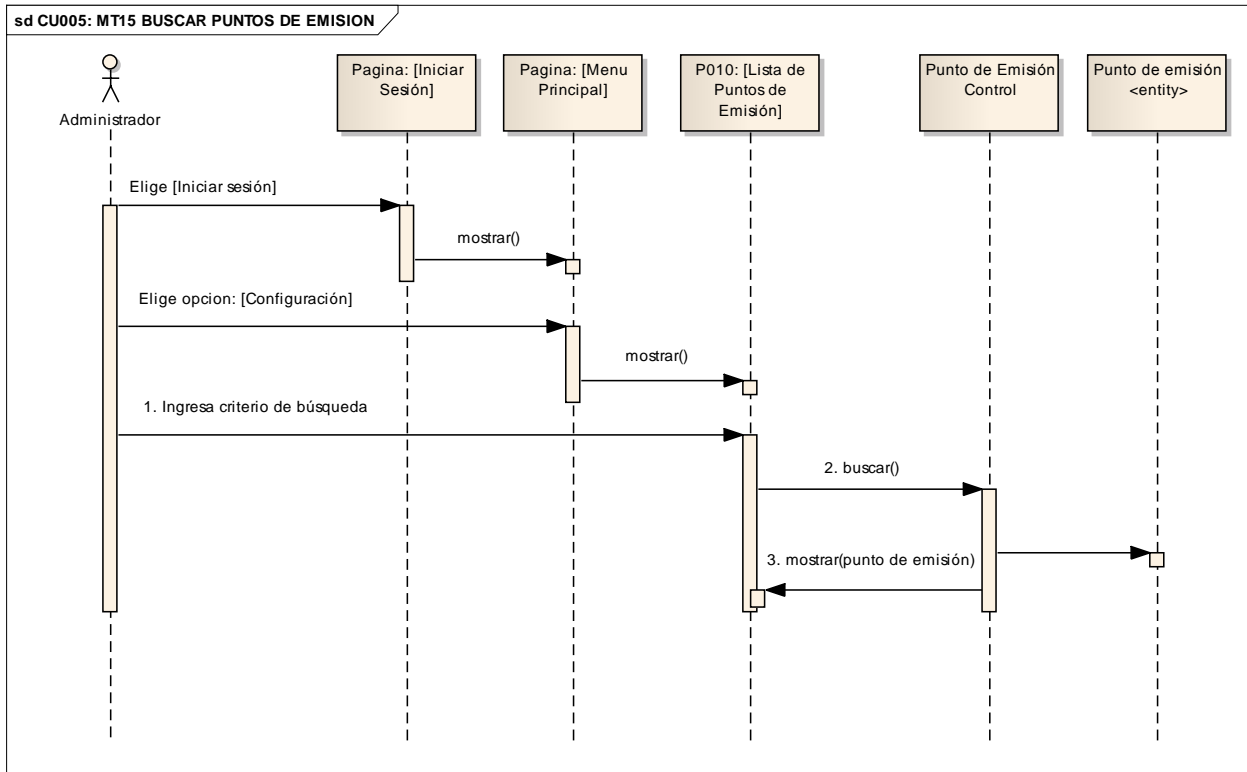 sd CU005: MT15 BUSCAR PUNTOS DE EMISION
Administrador
Pagina: [Iniciar
Sesión]
Pagina: [Menu
Principal]
P010: [Lista de
Puntos de
Emisión]
Punto de Emisión
Control
Punto de emisión
<entity>
Elige [Iniciar sesión]
mostrar()
Elige opcion: [Configuración]
mostrar()
1. Ingresa criterio de búsqueda
2. buscar()
3. mostrar(punto de emisión)